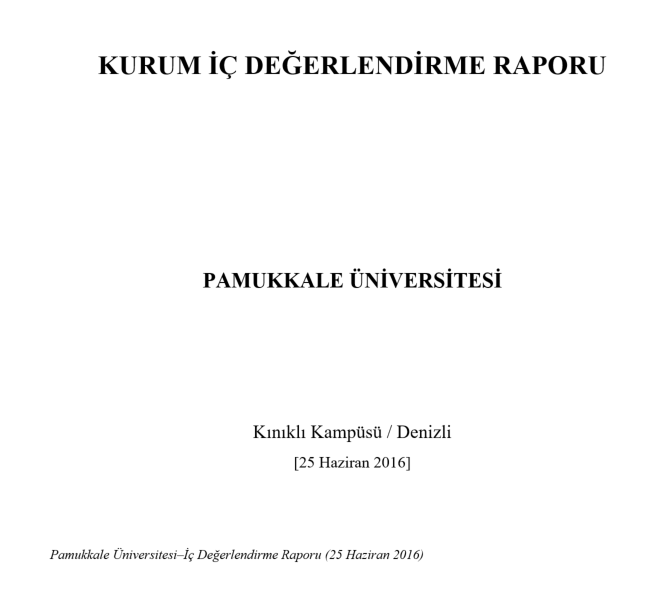 KURUM İÇ DEĞERLENDİRME RAPORU
PAMUKKALE ÜNİVERSİTESİ
Kınıklı Kampüsü / Denizli
[25 Haziran 2016]
Pamukkale Üniversitesi–İç Değerlendirme Raporu (25 Haziran 2016)